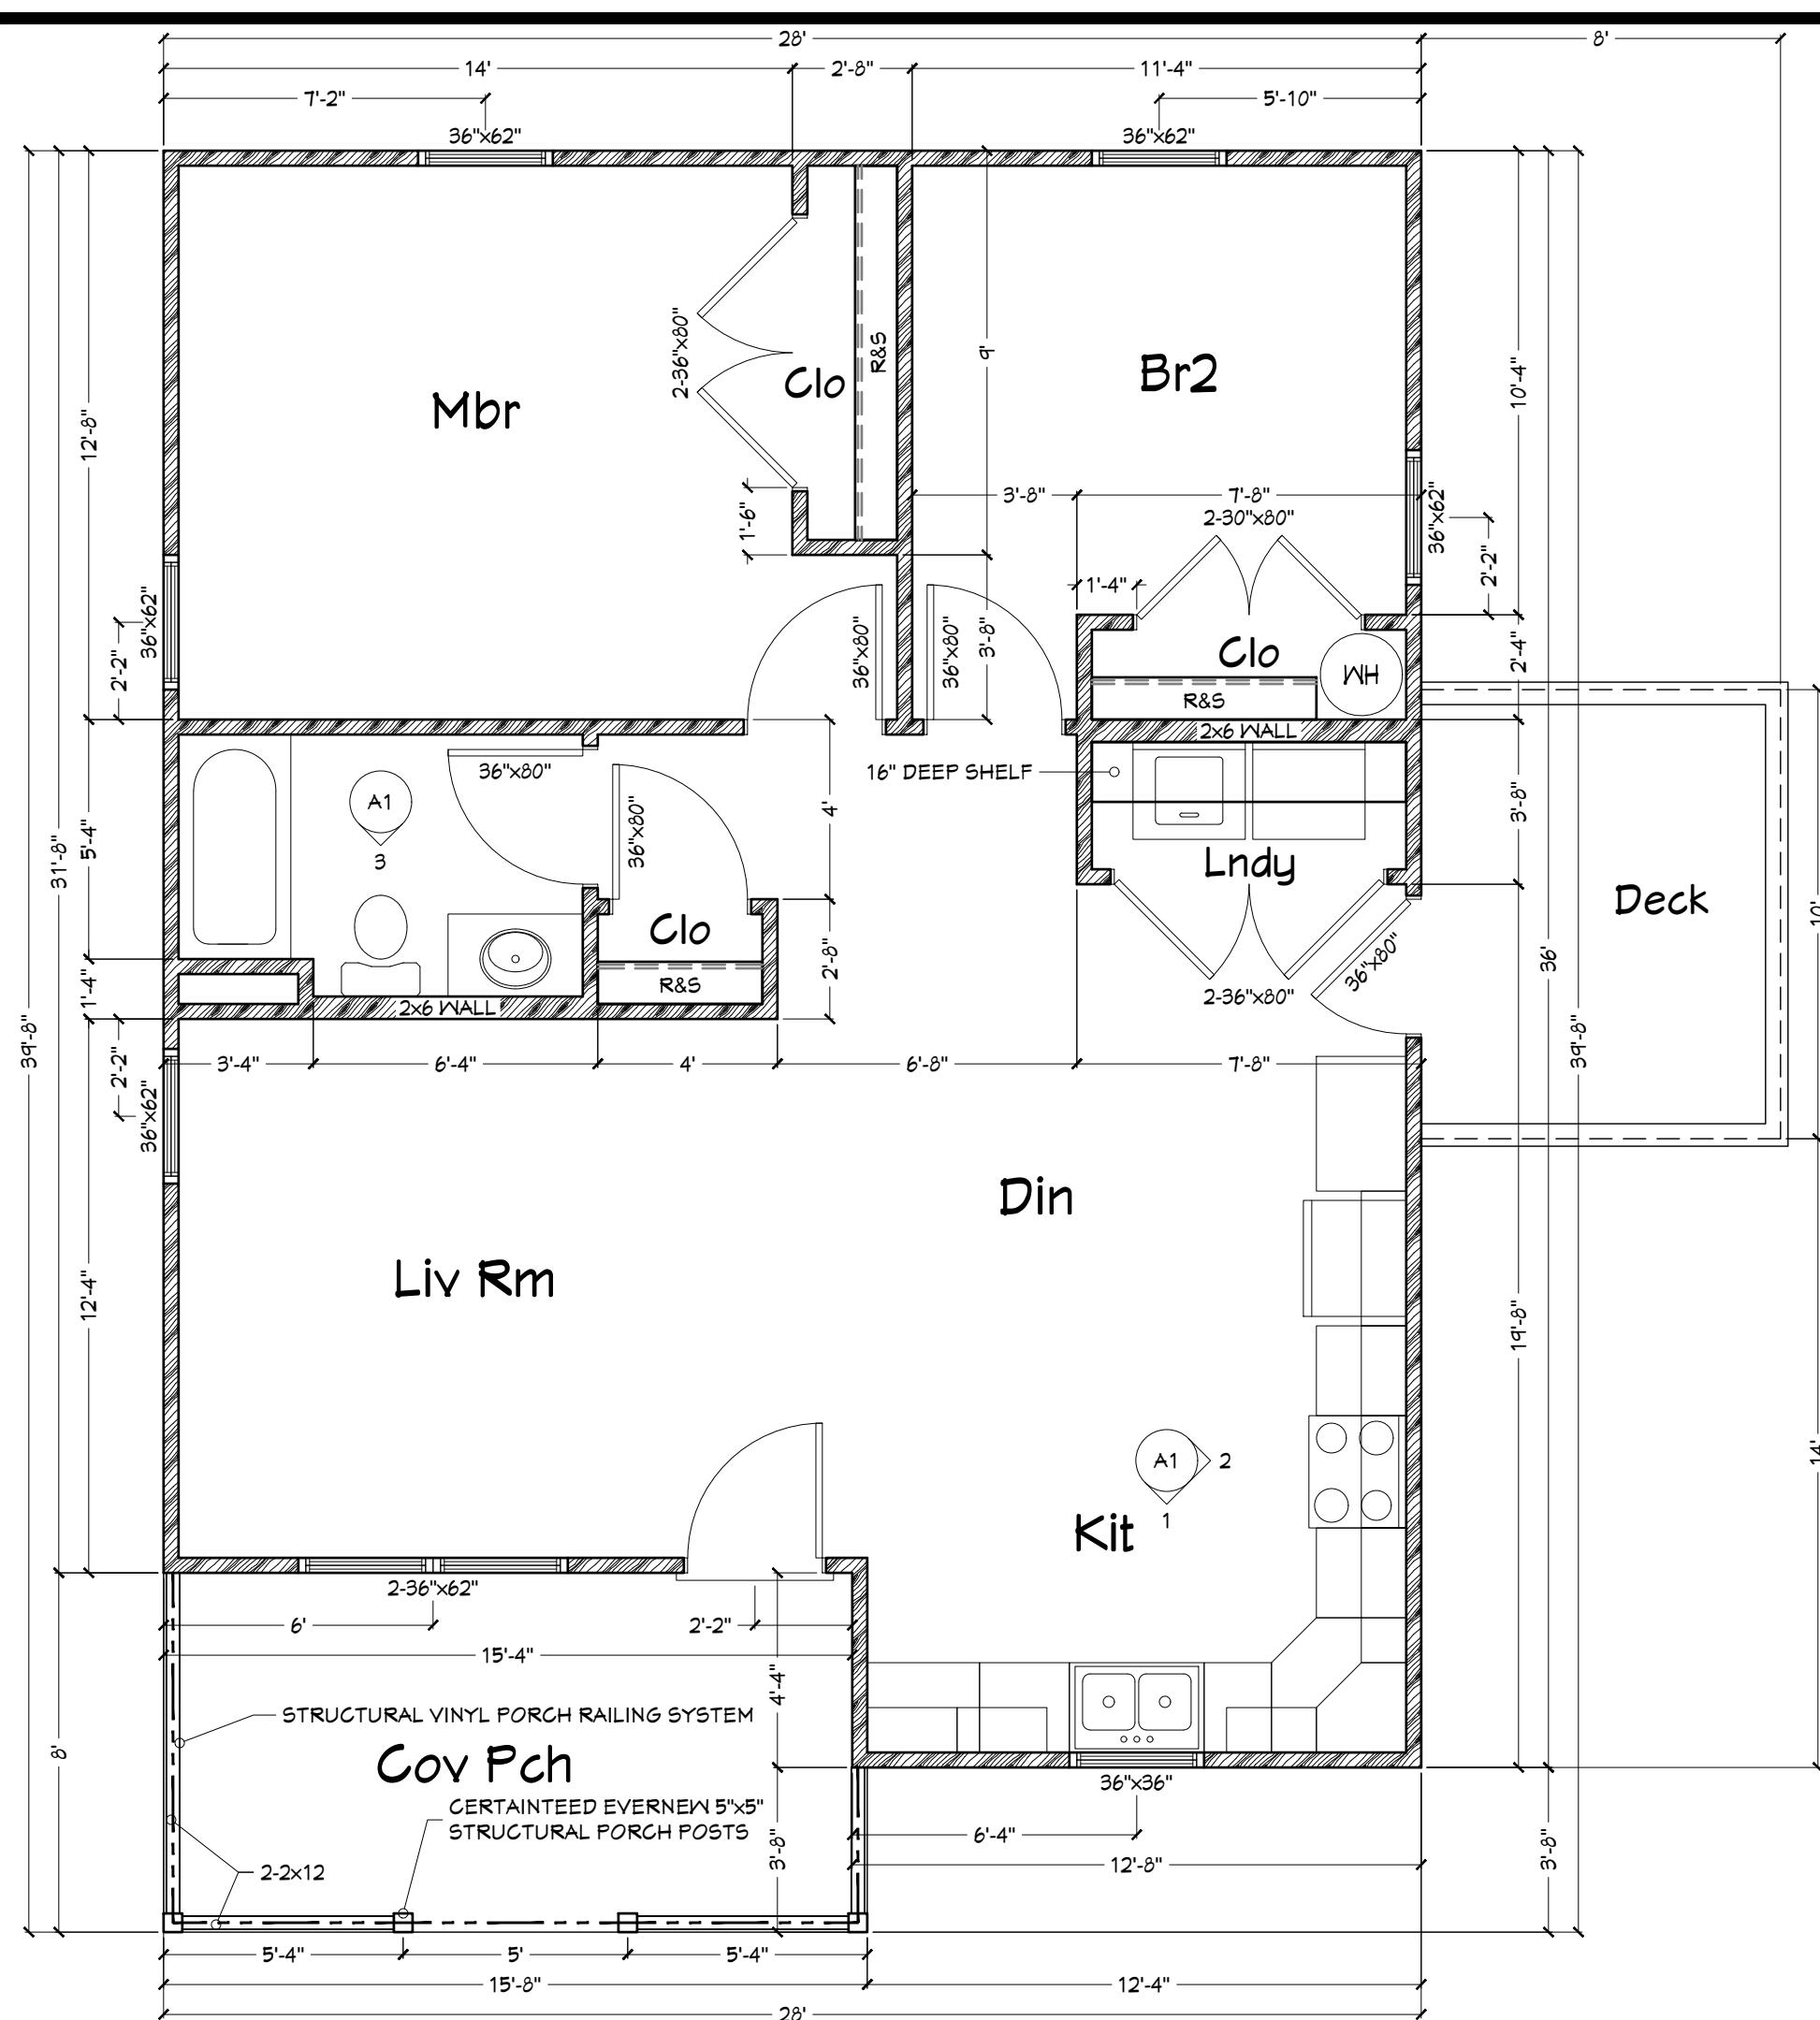 28'
8'
14'
2'-8"
11'-4"
7'-2"
5'-10"
36"x62"
36"x62"
2-36"x80"
Clo
R&S
9'
Br2
Mbr
12'-8"
10'-4"
3'-8"
7'-8"
2-30"x80"
36"x62"
2'-2"
1'-6"
1'-4"
36"x62"
2'-2"
36"x80"
36"x80"
3'-8"
Clo
WH
R&S
2'-4"
2x6 WALL
36"x80"
16" DEEP SHELF
A1
3
36"x80"
4'
3'-8"
5'-4"
31'-8"
Lndy
Deck
10'
Clo
R&S
2'-8"
36"x80"
2-36"x80"
36'
1'-4"
2x6 WALL
39'-8"
39'-8"
2'-2"
36"x62"
3'-4"
6'-4"
4'
6'-8"
7'-8"
Din
Liv Rm
12'-4"
19'-8"
A1
2
1
14'
Kit
2-36"x62"
6'
2'-2"
15'-4"
4'-4"
STRUCTURAL VINYL PORCH RAILING SYSTEM
8'
Cov Pch
36"x36"
CERTAINTEED EVERNEW 5"x5"
STRUCTURAL PORCH POSTS
6'-4"
3'-8"
3'-8"
2-2x12
12'-8"
5'-4"
5'
5'-4"
15'-8"
12'-4"
28'